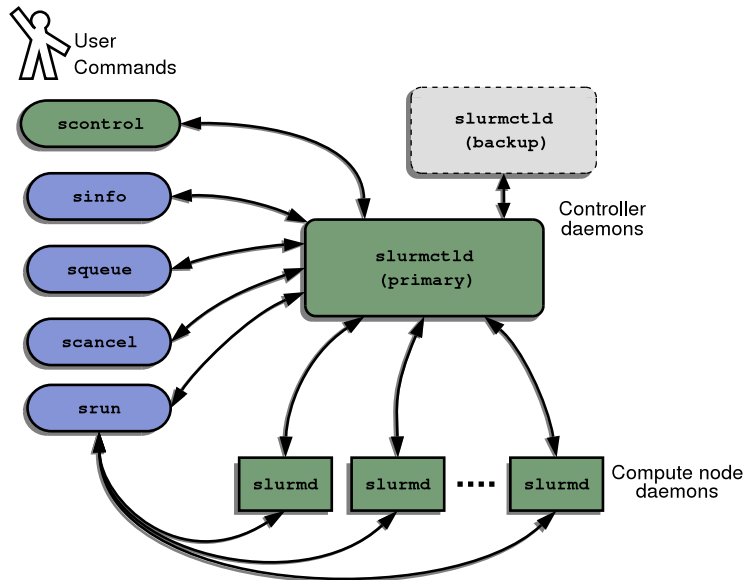 User
Commands
scontrol
sinfo
squeue
scancel
srun
slurmctld
(backup)
Controller
daemons
slurmctld
(primary)
slurmd
slurmd
slurmd
Compute node
daemons